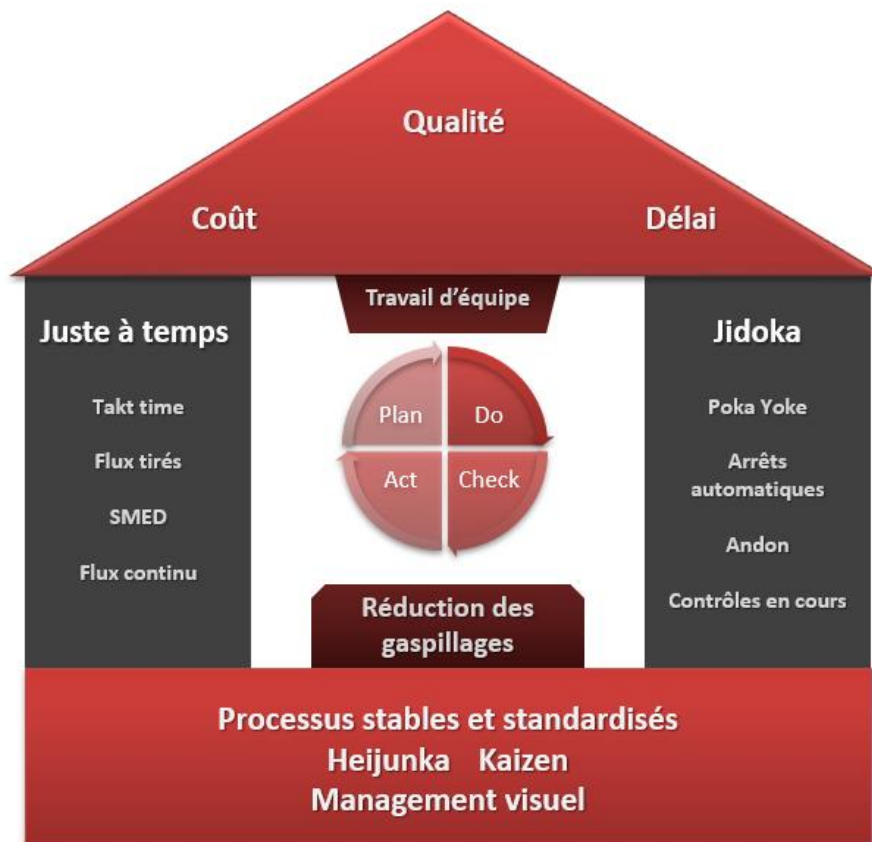 Qualité
Coût
Délai
Travail d'équipe
Juste à temps
Takt time
Flux tirés
SMED
Flux continu
Plan
Do
Act
Check
Réduction des
gaspillages
Jidoka
Poka Yoke
Arrêts
automatiques
Andon
Contrôles en cours
Processus stables et standardisés
Heijunka Kaizen
Management visuel